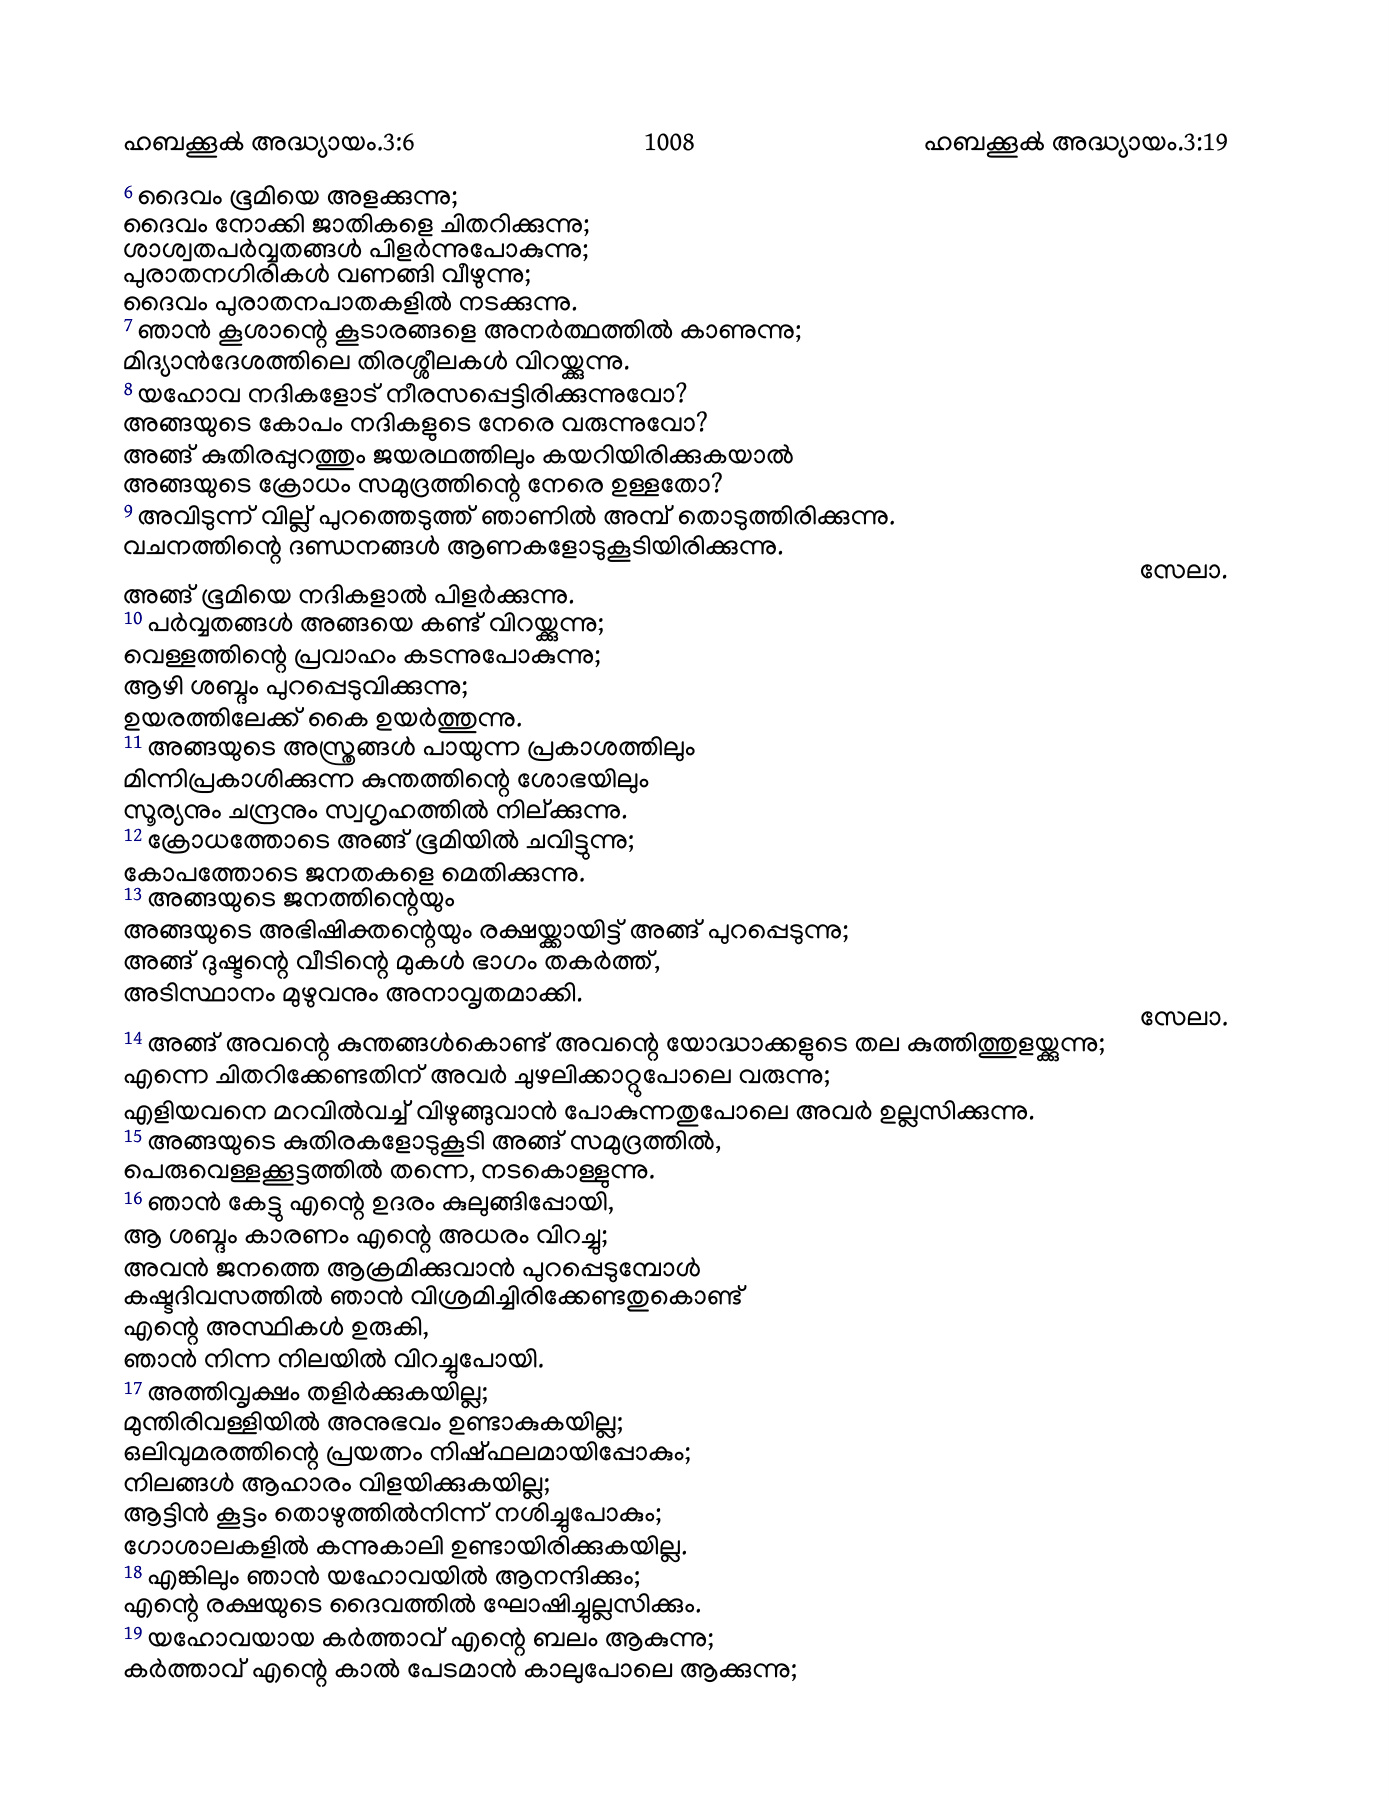 ഹബക്കൂൿ അദ്ധ്യായം.3:6 1008 ഹബക്കൂൿ അദ്ധ്യായം.3:19
6 ദൈവം ഭൂമിയെ അളക്കുന്നു;
ദൈവം നോക്കി ജാതികളെ ചിതറിക്കുന്നു;
ശാശ്വതപർവ്വതങ്ങൾ പിളർന്നുപോകുന്നു;
പുരാതനഗിരികൾ വണങ്ങി വീഴുന്നു;
ദൈവം പുരാതനപാതകളിൽ നടക്കുന്നു.
7 ഞാൻ കൂശാന്റെ കൂടാരങ്ങളെ അനർത്ഥത്തിൽ കാണുന്നു;
മിദ്യാൻദേശത്തിലെ തിരശ്ശീലകൾ വിറയ്ക്കുന്നു.
8 യഹോവ നദികളോട് നീരസപ്പെട്ടിരിക്കുന്നുവോ?
അങ്ങയുടെ കോപം നദികളുടെ നേരെ വരുന്നുവോ?
അങ്ങ് കുതിരപ്പുറത്തും ജയരഥത്തിലും കയറിയിരിക്കുകയാൽ
അങ്ങയുടെ ക്രോധം സമുദ്രത്തിന്റെ നേരെ ഉള്ളതോ?
9 അവിടുന്ന് വില്ല് പുറത്തെടുത്ത് ഞാണിൽ അമ്പ് തൊടുത്തിരിക്കുന്നു.
വചനത്തിന്റെ ദണ്ഡനങ്ങൾ ആണകളോടുകൂടിയിരിക്കുന്നു.
സേലാ.
അങ്ങ് ഭൂമിയെ നദികളാൽ പിളർക്കുന്നു.
10 പർവ്വതങ്ങൾ അങ്ങയെ കണ്ട് വിറയ്ക്കുന്നു;
വെള്ളത്തിന്റെ പ്രവാഹം കടന്നുപോകുന്നു;
ആഴി ശബ്ദം പുറപ്പെടുവിക്കുന്നു;
ഉയരത്തിലേക്ക് കൈ ഉയർത്തുന്നു.
11 അങ്ങയുടെ അസ്ത്രങ്ങൾ പായുന്ന പ്രകാശത്തിലും
മിന്നിപ്രകാശിക്കുന്ന കുന്തത്തിന്റെ ശോഭയിലും
സൂര്യനും ചന്ദ്രനും സ്വഗൃഹത്തിൽ നില്ക്കുന്നു.
12 ക്രോധത്തോടെ അങ്ങ് ഭൂമിയിൽ ചവിട്ടുന്നു;
കോപത്തോടെ ജനതകളെ മെതിക്കുന്നു.
13 അങ്ങയുടെ ജനത്തിന്റെയും
അങ്ങയുടെ അഭിഷിക്തന്റെയും രക്ഷയ്ക്കായിട്ട് അങ്ങ് പുറപ്പെടുന്നു;
അങ്ങ് ദുഷ്ടന്റെ വീടിന്റെ മുകൾ ഭാഗം തകർത്ത്,
അടിസ്ഥാനം മുഴുവനും അനാവൃതമാക്കി.
സേലാ.
14 അങ്ങ് അവന്റെ കുന്തങ്ങൾകൊണ്ട് അവന്റെ യോദ്ധാക്കളുടെ തല കുത്തിത്തുളയ്ക്കുന്നു;
എന്നെ ചിതറിക്കേണ്ടതിന് അവർ ചുഴലിക്കാറ്റുപോലെ വരുന്നു;
എളിയവനെ മറവിൽവച്ച് വിഴുങ്ങുവാൻ പോകുന്നതുപോലെ അവർ ഉല്ലസിക്കുന്നു.
15 അങ്ങയുടെ കുതിരകളോടുകൂടി അങ്ങ് സമുദ്രത്തിൽ,
പെരുവെള്ളക്കൂട്ടത്തിൽ തന്നെ, നടകൊള്ളുന്നു.
16 ഞാൻ കേട്ടു എന്റെ ഉദരം കുലുങ്ങിപ്പോയി,
ആ ശബ്ദം കാരണം എന്റെ അധരം വിറച്ചു;
അവൻ ജനത്തെ ആക്രമിക്കുവാൻ പുറപ്പെടുമ്പോൾ
കഷ്ടദിവസത്തിൽ ഞാൻ വിശ്രമിച്ചിരിക്കേണ്ടതുകൊണ്ട്
എന്റെ അസ്ഥികൾ ഉരുകി,
ഞാൻ നിന്ന നിലയിൽ വിറച്ചുപോയി.
17 അത്തിവൃക്ഷം തളിർക്കുകയില്ല;
മുന്തിരിവള്ളിയിൽ അനുഭവം ഉണ്ടാകുകയില്ല;
ഒലിവുമരത്തിന്റെ പ്രയത്നം നിഷ്ഫലമായിപ്പോകും;
നിലങ്ങൾ ആഹാരം വിളയിക്കുകയില്ല;
ആട്ടിൻ കൂട്ടം തൊഴുത്തിൽനിന്ന് നശിച്ചുപോകും;
ഗോശാലകളിൽ കന്നുകാലി ഉണ്ടായിരിക്കുകയില്ല.
18 എങ്കിലും ഞാൻ യഹോവയിൽ ആനന്ദിക്കും;
എന്റെ രക്ഷയുടെ ദൈവത്തിൽ ഘോഷിച്ചുല്ലസിക്കും.
19 യഹോവയായ കർത്താവ് എന്റെ ബലം ആകുന്നു;
കർത്താവ് എന്റെ കാൽ പേടമാൻ കാലുപോലെ ആക്കുന്നു;